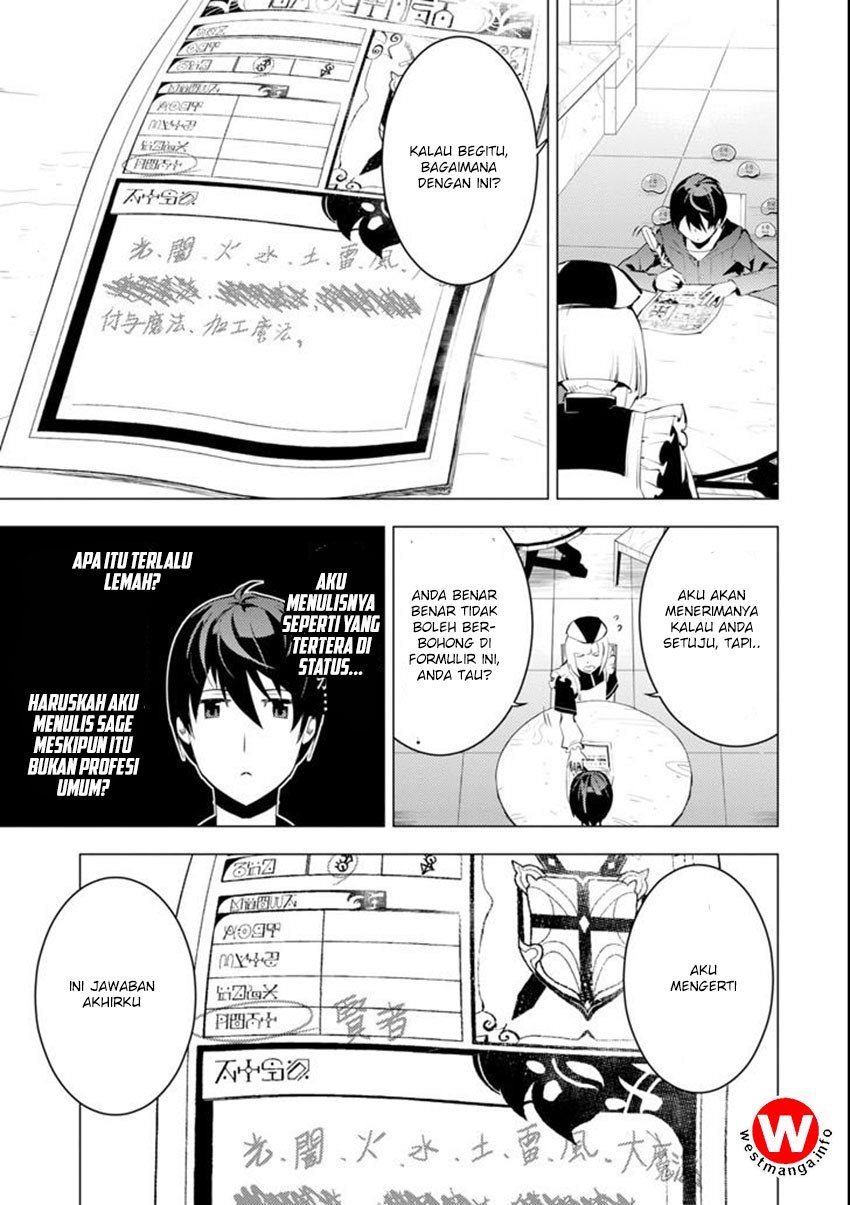 KALAU BEGITU,
BAGAIMANA
DENGAN INI?
光、闇、火、水、土、雷、風、
付与魔法、加工魔法。
AKU AKAN
MENERIMANYA
KALAU ANDA
SETUJU, TAPI..
ANDA BENAR
BENAR TIDAK
BOLEH BER-
BOHONG DI
FORMULIR INI,
ANDA TAU?
APA ITU TERLALU
LEMAH?
AKU
MENULISNYA
SEPERTI YANG
TERTERA DI
STATUS...
HARUSKAH AKU
MENULIS SAGE
MESKIPUN ITU
BUKAN PROFESI
UMUM?
AKU
MENGERTI
INI JAWABAN
AKHIRKU
賢者
光、闇、火、水、土、雷、風、大魔法
W
westmanga.info